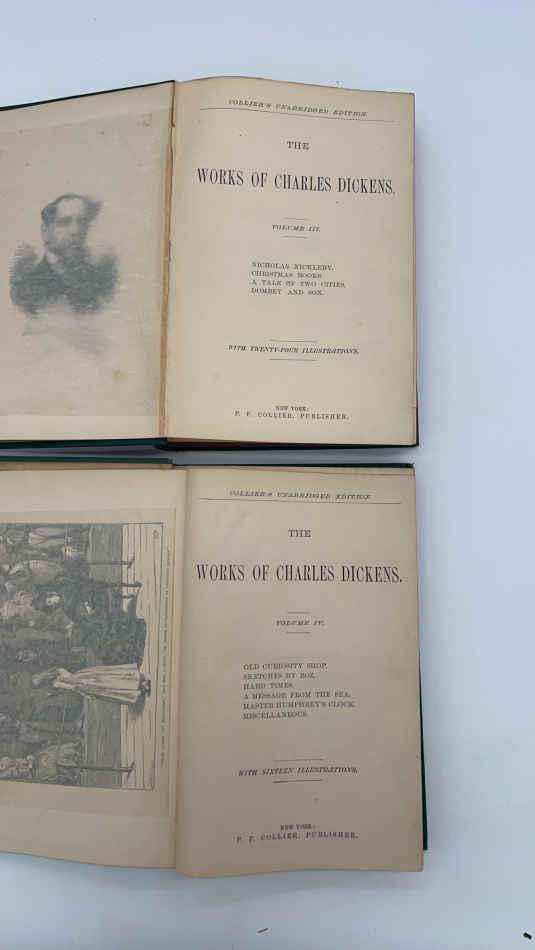 COLLIER'S UNABRIDGED EDITION
THE
WORKS OF CHARLES DICKENS.
VOLUME III.
NICHOLAS NICKLEBY.
CHRISTMAS BOOKS.
A TALE OF TWO CITIES.
DOMBEY AND SON.
WITH TWENTY-FOUR ILLUSTRATIONS.
NEW YORK:
P. F. COLLIER, PUBLISHER.
COLLIER'S UNABRIDGED EDITION
THE
WORKS OF CHARLES DICKENS.
VOLUME IV.
OLD CURIOSITY SHOP.
SKETCHES BY BOZ.
HARD TIMES.
A MESSAGE FROM THE SEA.
MASTER HUMPHREY'S CLOCK.
MISCELLANEOUS.
WITH SIXTEEN ILLUSTRATIONS.
NEW YORK:
P. F. COLLIER, PUBLISHER.